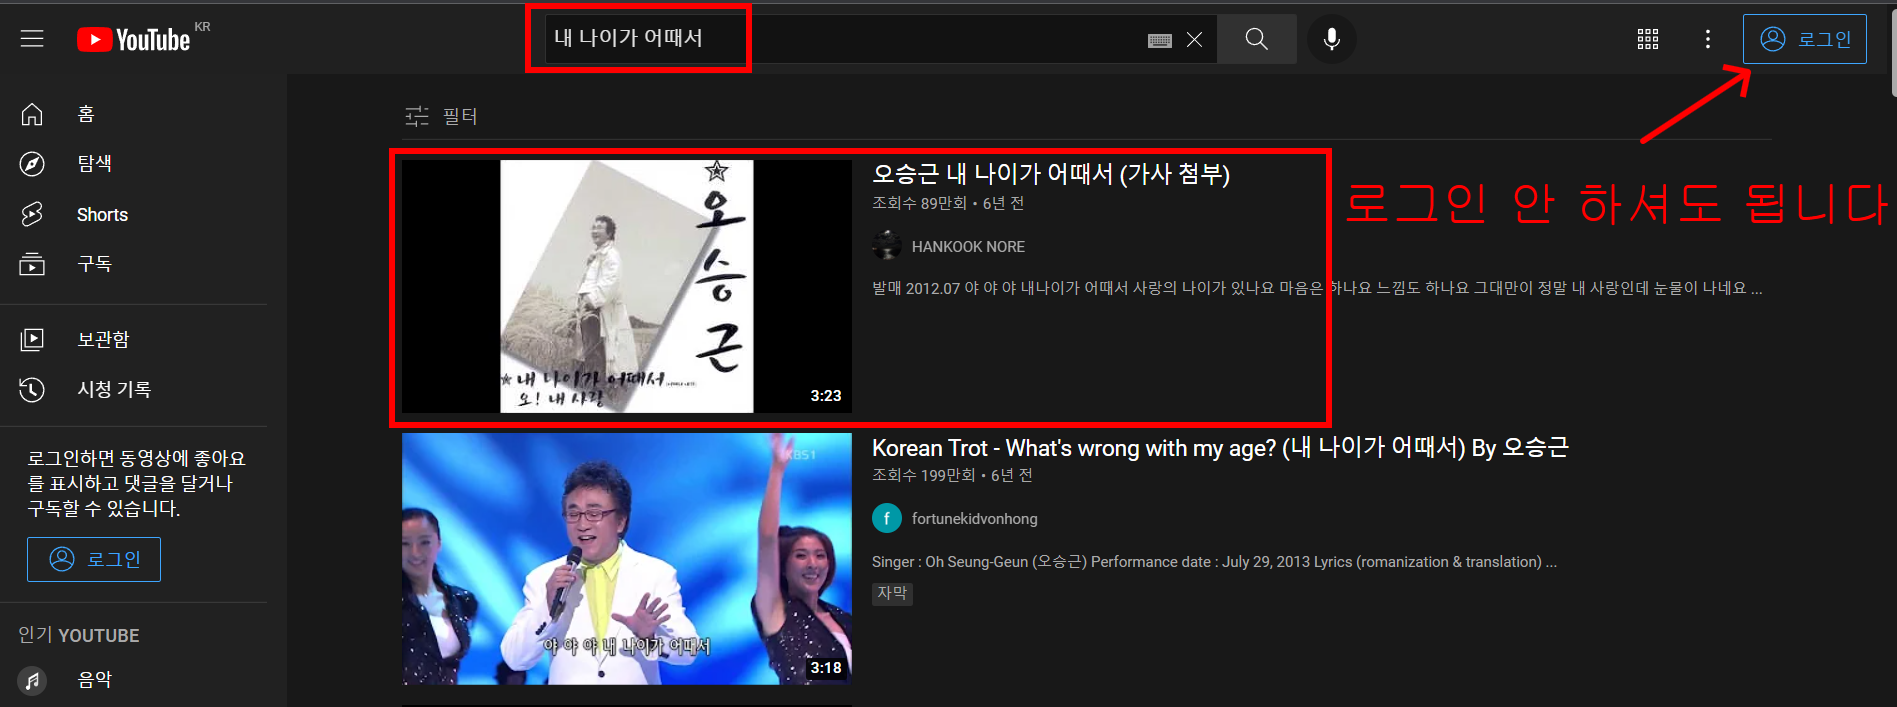 YouTube KR
내 나이가 어때서
로그인
홈
탐색
Shorts
구독
보관함
시청 기록
로그인하면 동영상에 좋아요
를 표시하고 댓글을 달거나
구독할 수 있습니다.
로그인
인기 YOUTUBE
음악
필터
오승근
내 나이가 어때서
오! 내 사랑
3:23
오승근 내 나이가 어때서 (가사 첨부)
조회수 89만회 • 6년 전
HANKOOK NORE
발매 2012.07 야 야 야 내나이가 어때서 사랑의 나이가 있나요 마음은 하나요 느낌도 하나요 그대만이 정말 내 사랑인데 눈물이 나네요 ...
로그인 안 하셔도 됩니다
KBS1
야 야 야 내 나이가 어때서
3:18
Korean Trot - What's wrong with my age? (내 나이가 어때서) By 오승근
조회수 199만회 • 6년 전
f
fortunekidvonhong
Singer : Oh Seung-Geun (오승근) Performance date : July 29, 2013 Lyrics (romanization & translation) ...
자막